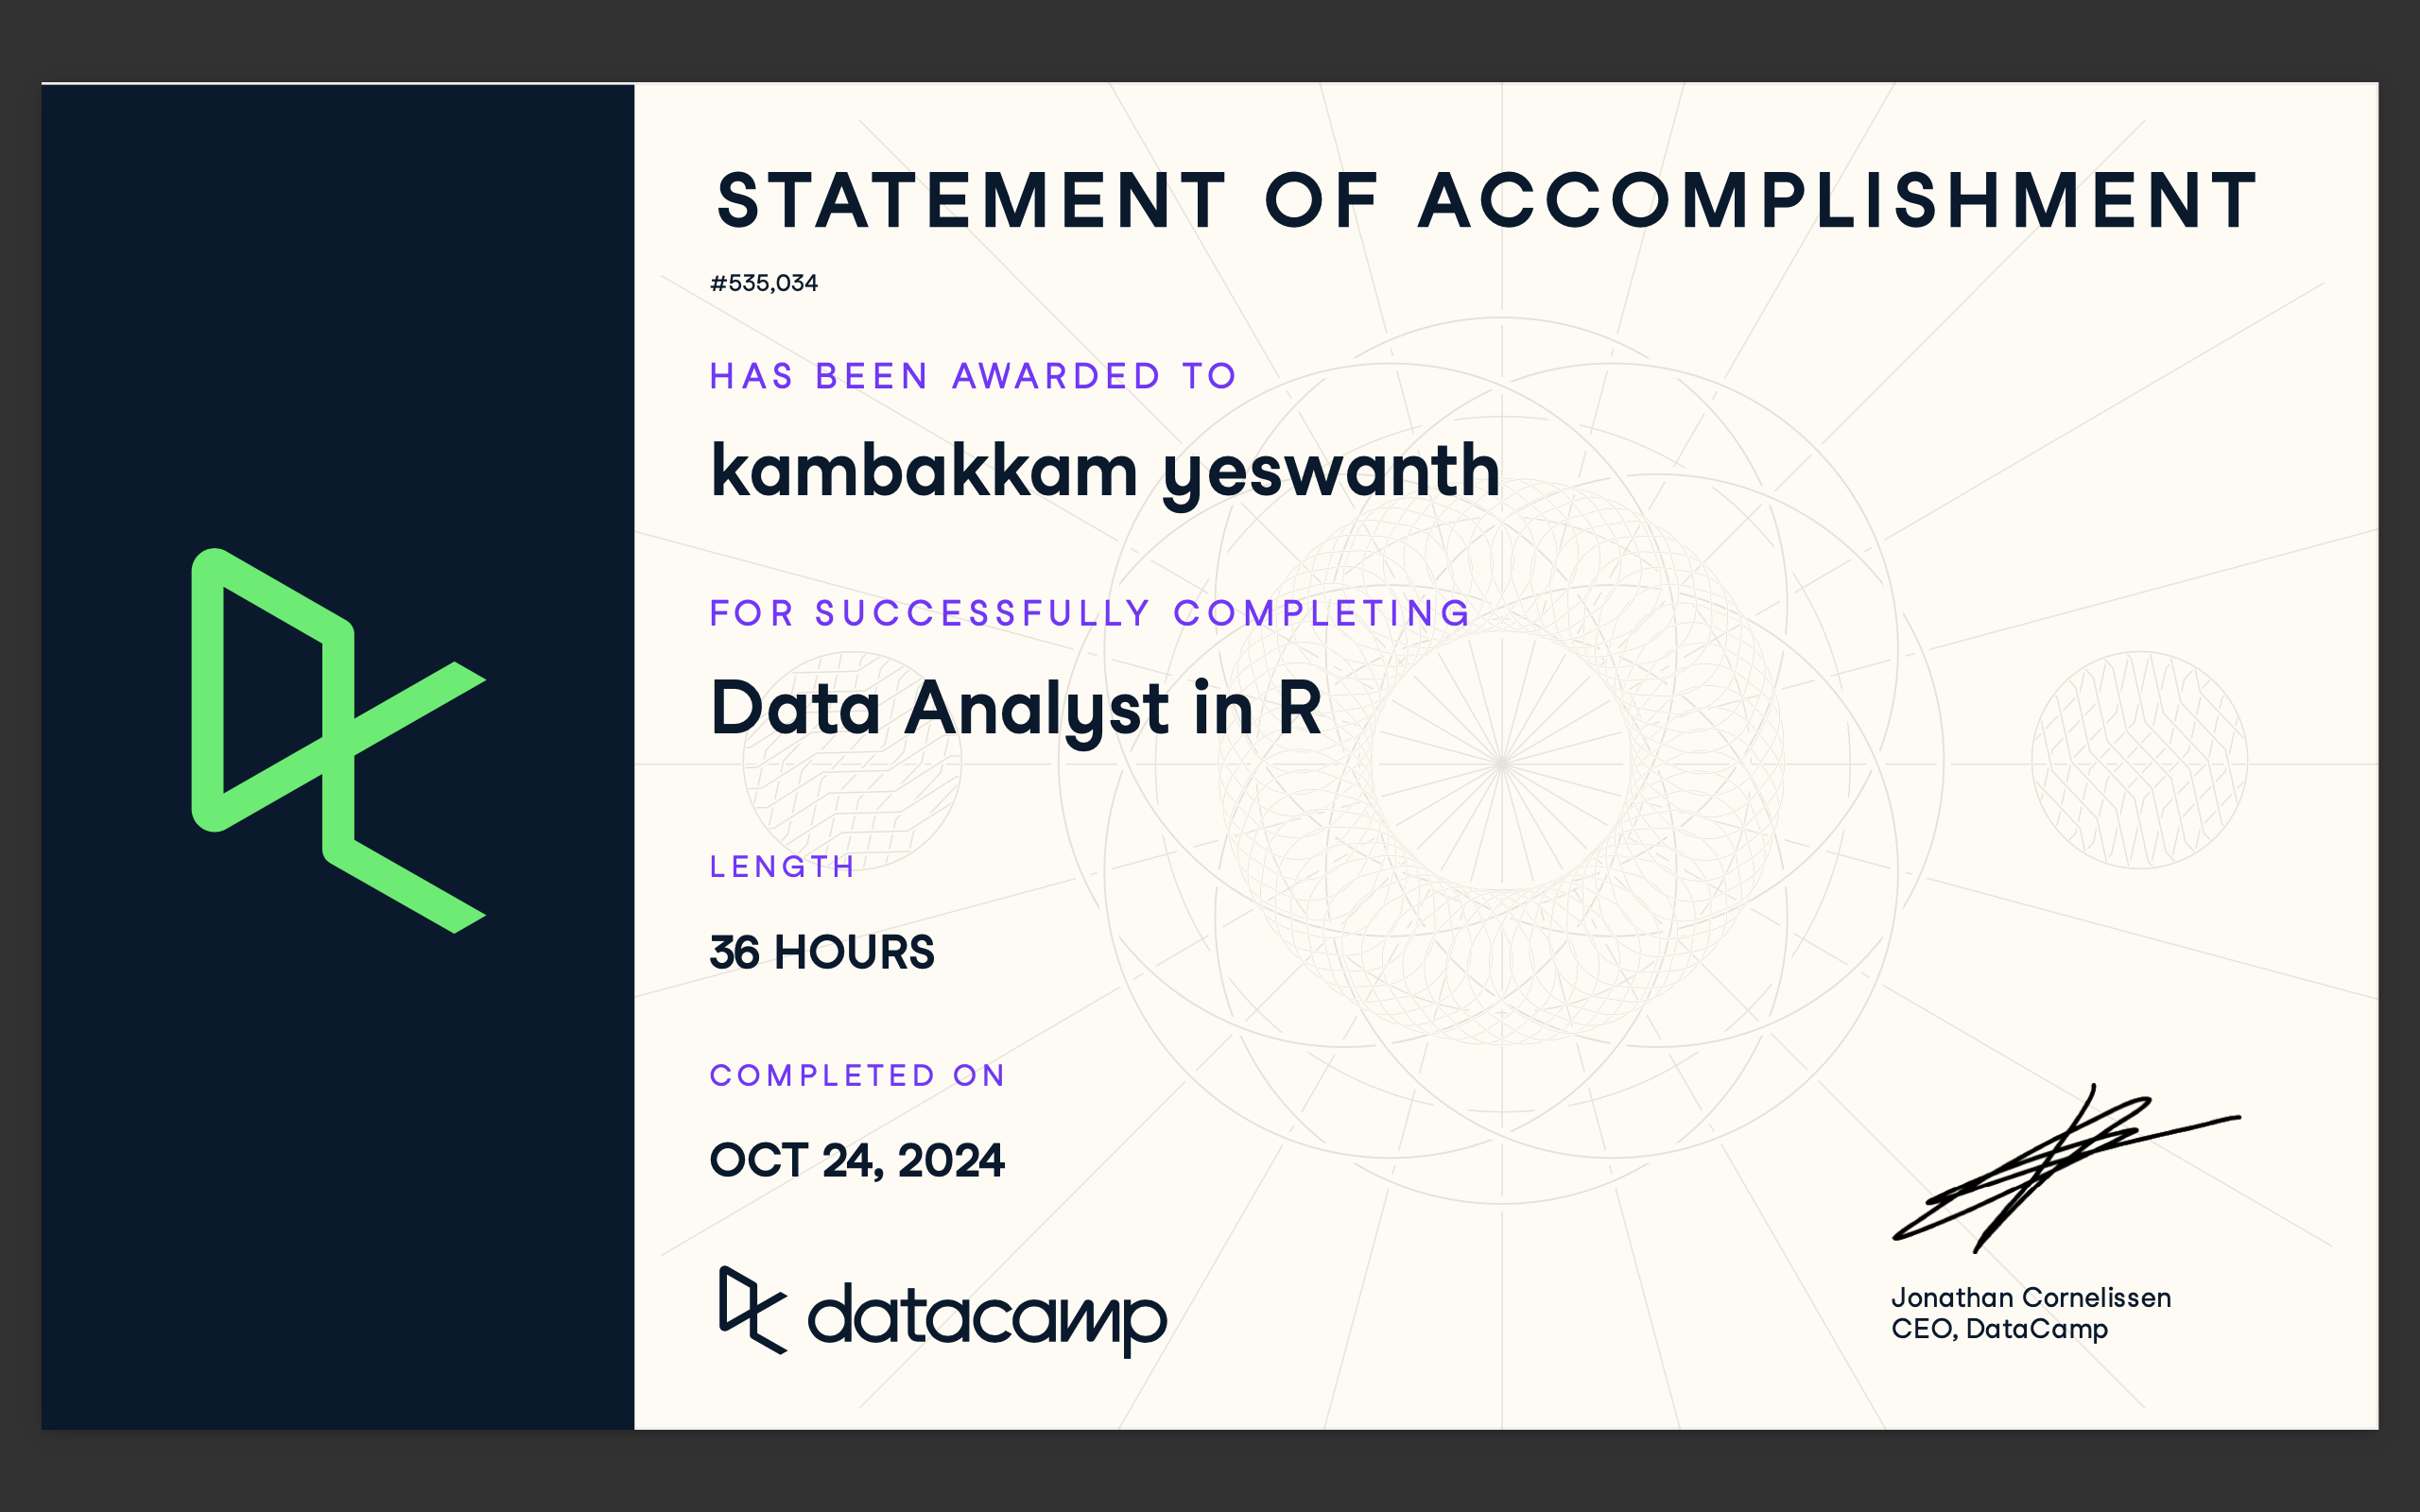 STATEMENT OF ACCOMPLISHMENT
#535,034
HAS BEEN AWARDED TO
kambakkam yeswanth
FOR SUCCESSFULLY COMPLETING
Data Analyst in R
LENGTH
36 HOURS
COMPLETED ON
OCT 24, 2024
datacamp
Jonathan Cornelissen
CEO, DataCamp